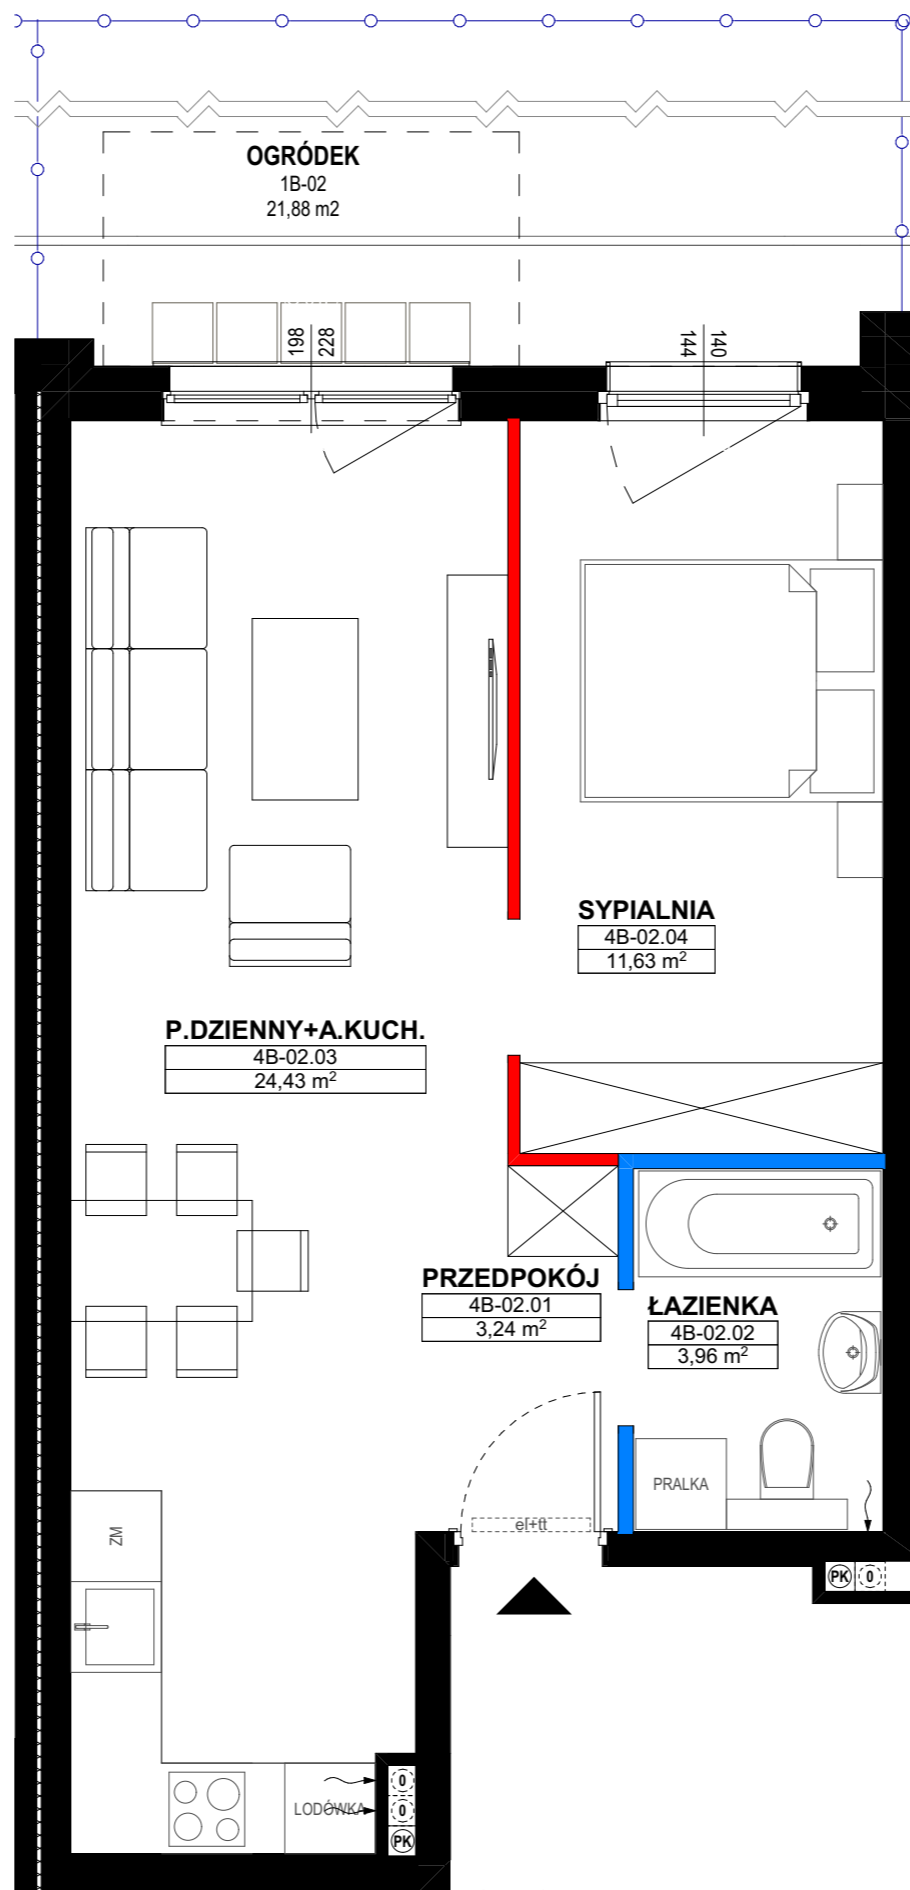 OGRÓDEK
1B-02
21,88 m2
198
228
144
140
SYPIALNIA
4B-02.04
11,63 m²
P.DZIENNY+A.KUCH.
4B-02.03
24,43 m²
PRZEDPOKÓJ
4B-02.01
3,24 m²
ŁAZIENKA
4B-02.02
3,96 m²
PRALKA
ZM
el+tt
PK 0
LODÓWKA
0
0
PK